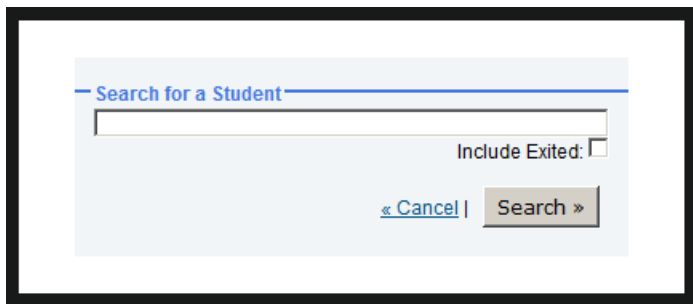 Search for a Student
Include Exited:
« Cancel | Search »